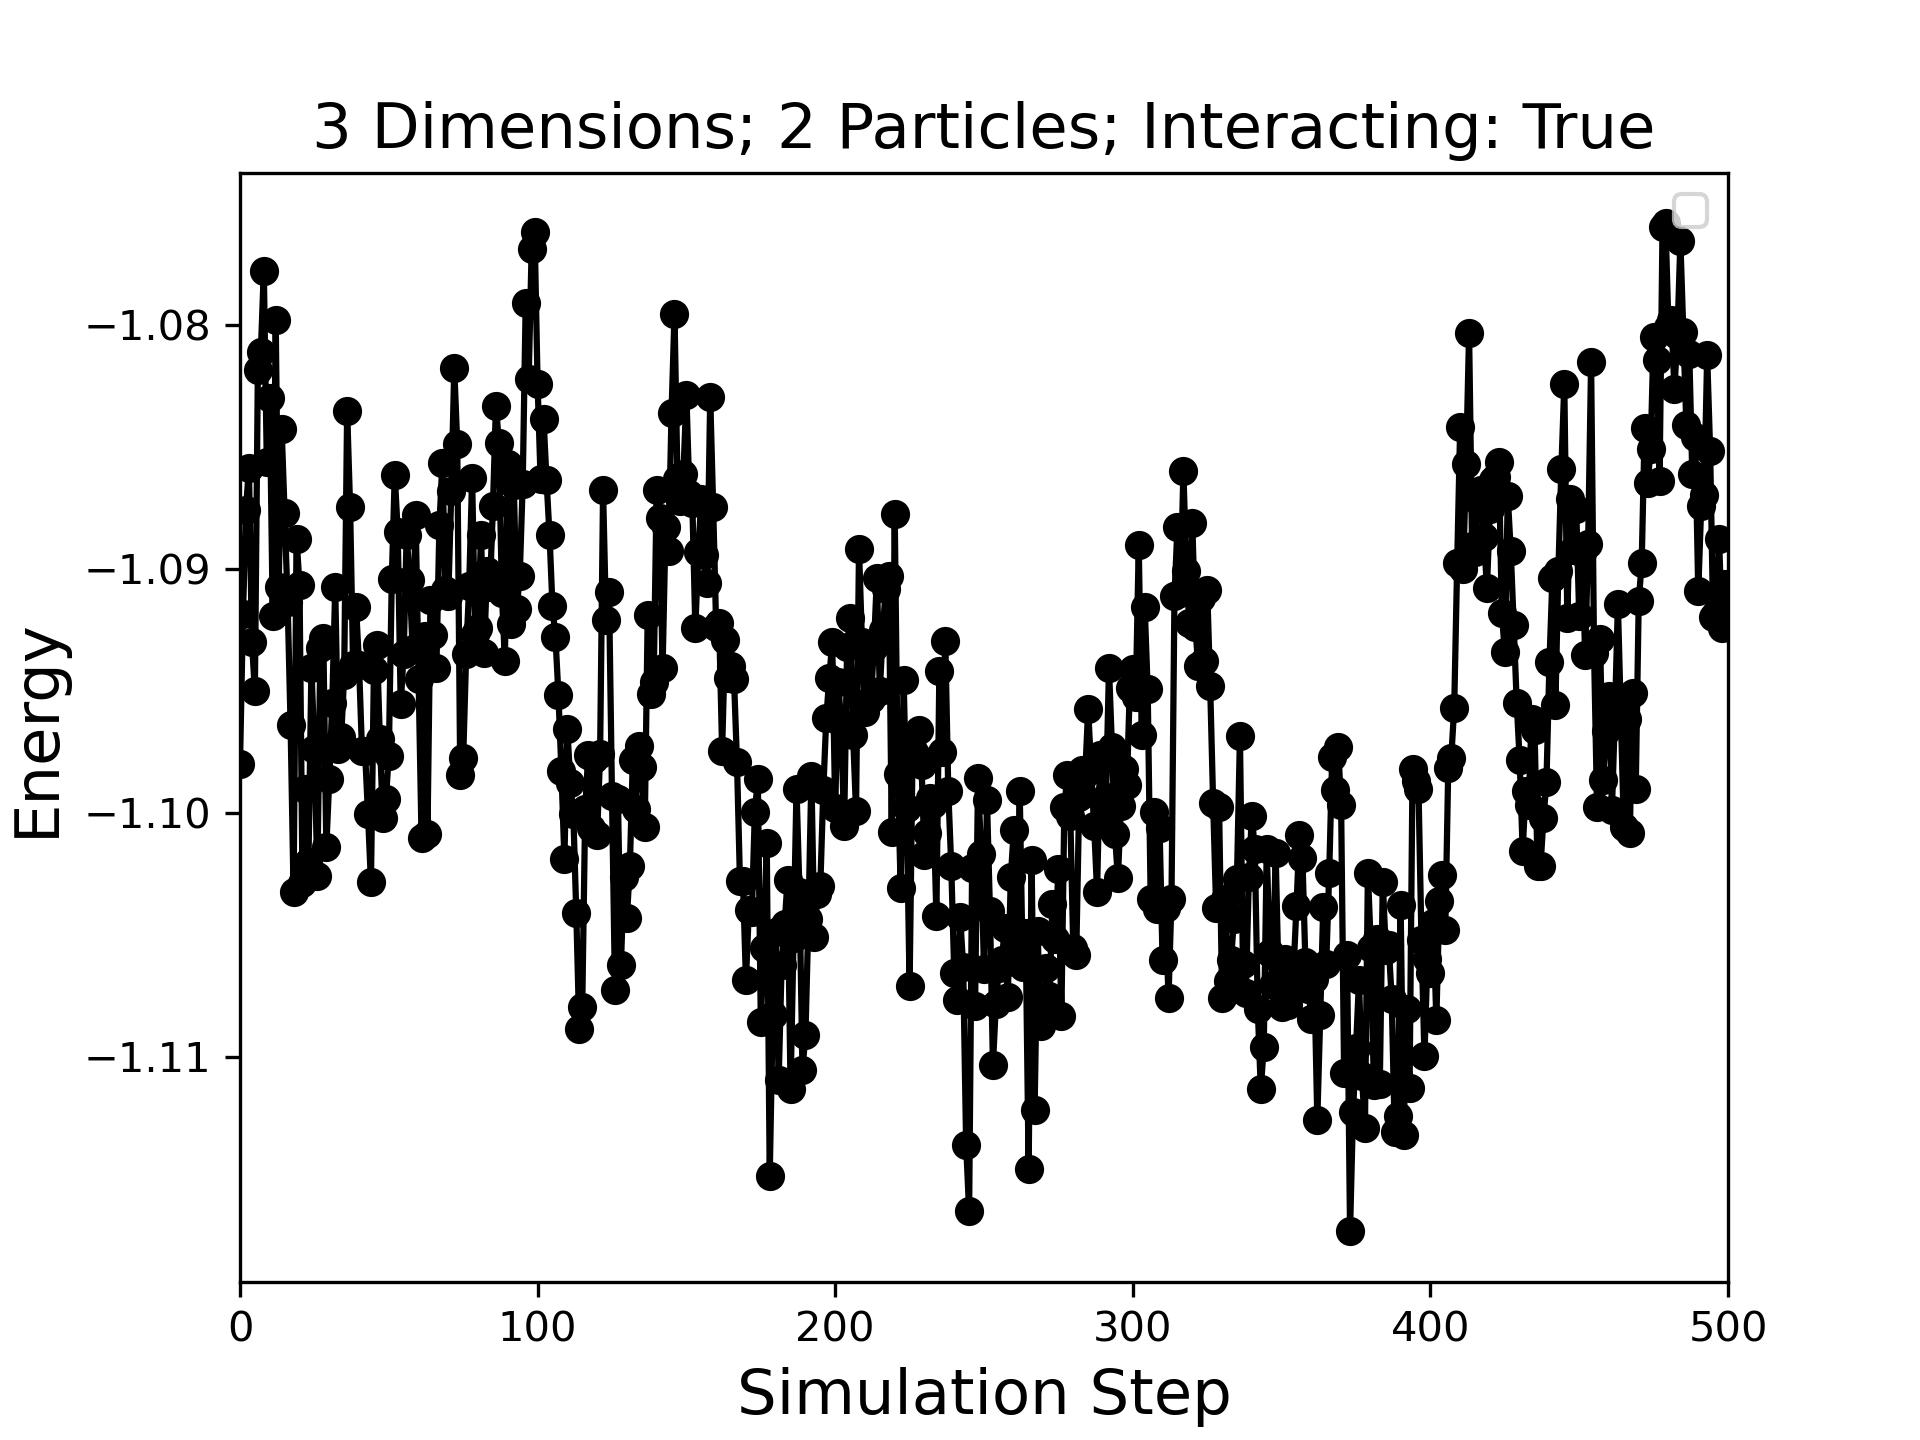 3 Dimensions; 2 Particles; Interacting: True
Energy
−1.08
−1.09
−1.10
−1.11
0 100 200 300 400 500
Simulation Step